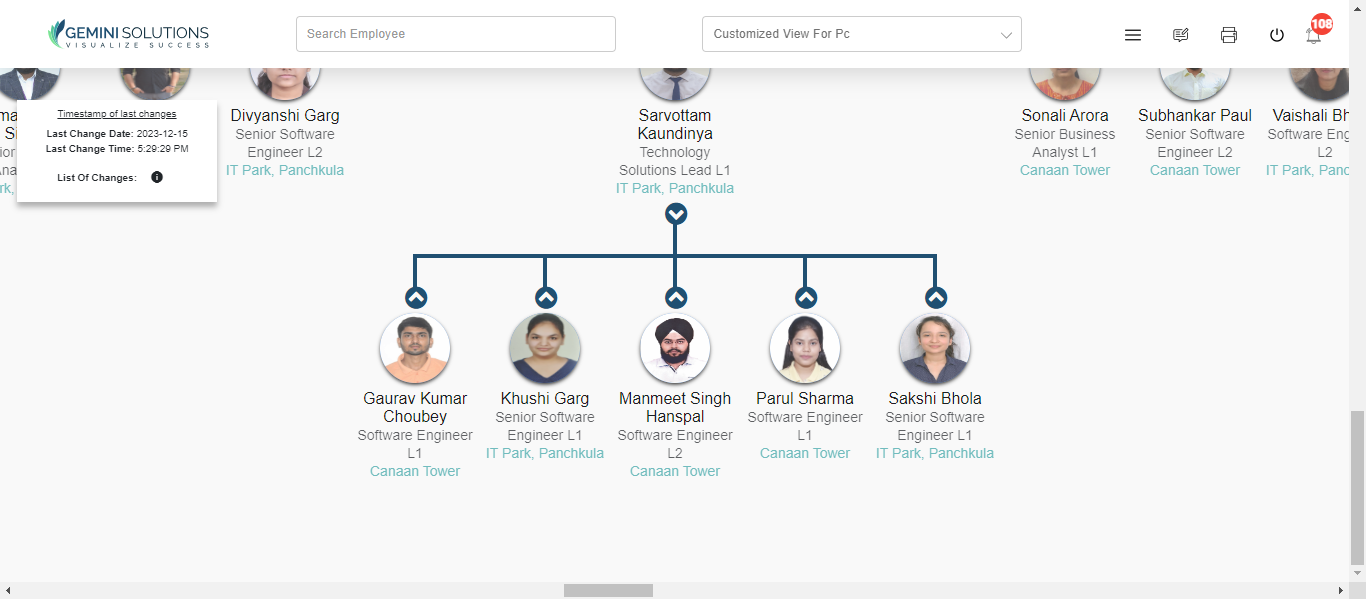 GEMINI SOLUTIONS
VISUALIZE SUCCESS
Search Employee
Customized View For Pc
108
Timestamp of last changes
Last Change Date: 2023-12-15
Last Change Time: 5:29:29 PM
List Of Changes:
Divyanshi Garg
Senior Software
Engineer L2
IT Park, Panchkula
Sarvottam
Kaundinya
Technology
Solutions Lead L1
IT Park, Panchkula
Sonali Arora
Senior Business
Analyst L1
Canaan Tower
Subhankar Paul
Senior Software
Engineer L2
Canaan Tower
Vaishali Bh
Software Eng
L2
IT Park, Panc
Gaurav Kumar
Choubey
Software Engineer
L1
Canaan Tower
Khushi Garg
Senior Software
Engineer L1
IT Park, Panchkula
Manmeet Singh
Hanspal
Software Engineer
L2
Canaan Tower
Parul Sharma
Software Engineer
L1
Canaan Tower
Sakshi Bhola
Senior Software
Engineer L1
IT Park, Panchkula